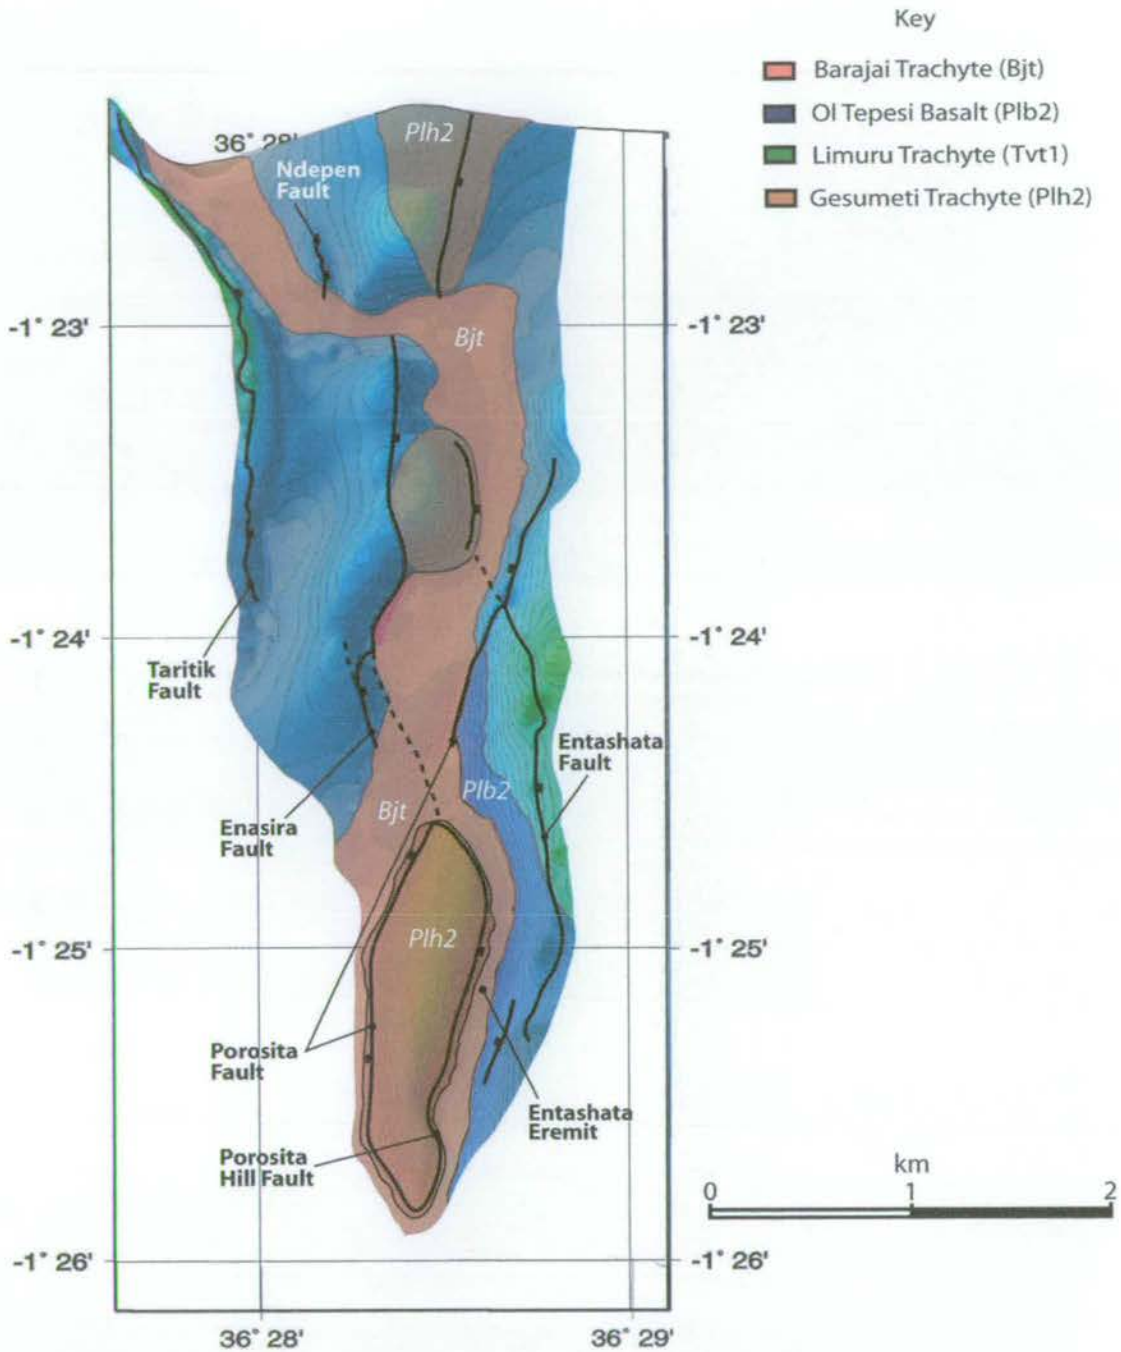 Key
Barajai Trachyte (Bjt)
Ol Tepesi Basalt (Plb2)
Limuru Trachyte (Tvt1)
Gesumeti Trachyte (Plh2)
36° 28'
Plh2
Ndepen
Fault
-1° 23'
-1° 23'
Bjt
-1° 24'
-1° 24'
Taritik
Fault
Entashata
Fault
Plb2
Bjt
Enasira
Fault
Plh2
-1° 25'
-1° 25'
Porosita
Fault
Entashata
Eremit
Porosita
Hill Fault
km
0 1 2
-1° 26'
-1° 26'
36° 28'
36° 29'